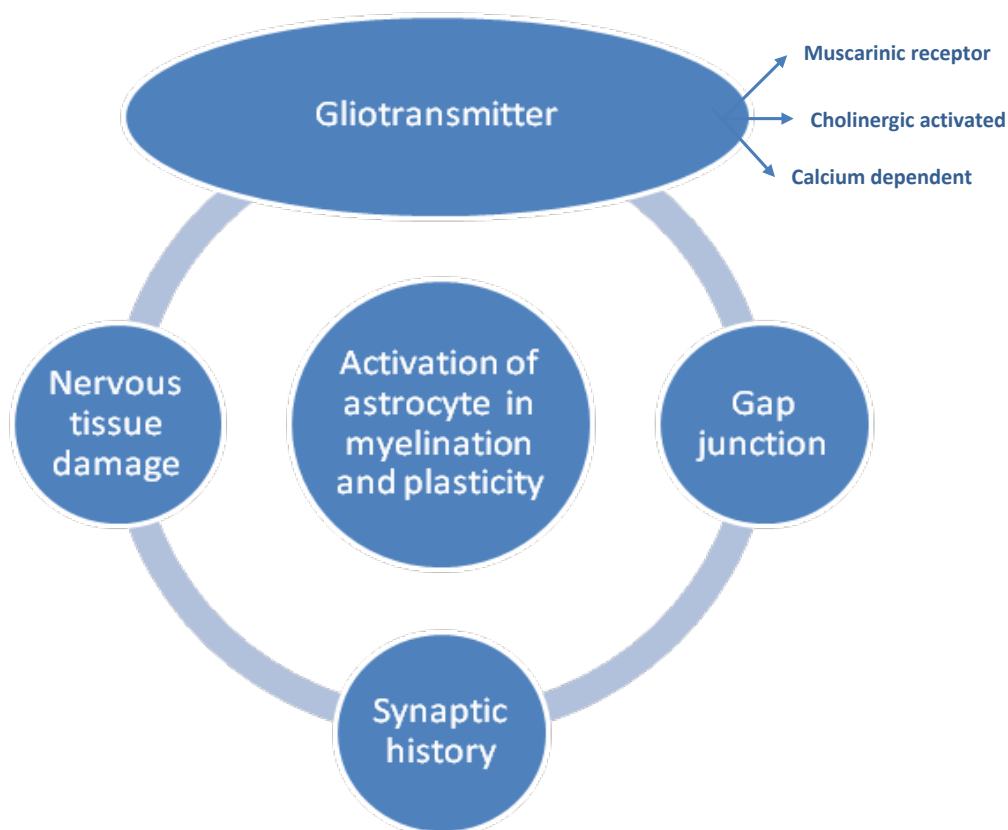 Gliotransmitter
Muscarinic receptor
Cholinergic activated
Calcium dependent
Nervous
tissue
damage
Activation of
astrocyte in
myelination
and plasticity
Gap
junction
Synaptic
history